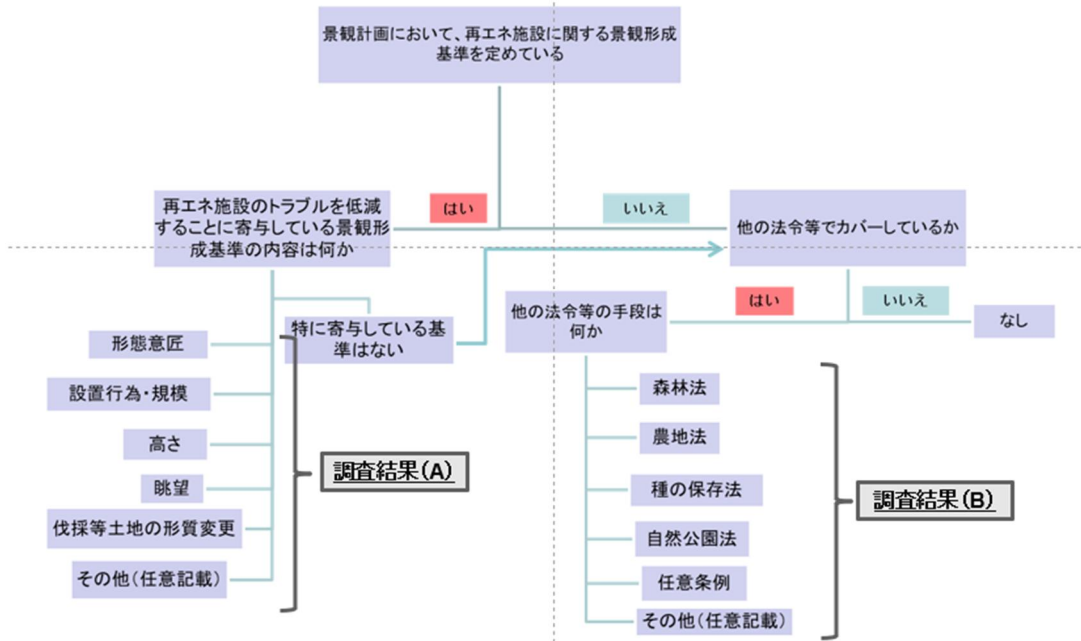 景観計画において、再エネ施設に関する景観形成
基準を定めている
はい
いいえ
再エネ施設のトラブルを低減
することに寄与している景観形
成基準の内容は何か
他の法令等でカバーしているか
特に寄与している基
準はない
形態意匠
設置行為・規模
高さ
眺望
伐採等土地の形質変更
その他(任意記載)
調査結果(A)
はい
いいえ
他の法令等の手段は
何か
なし
森林法
農地法
種の保存法
自然公園法
任意条例
その他(任意記載)
調査結果(B)